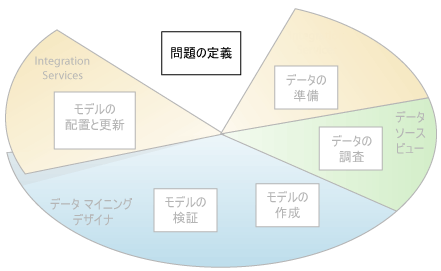 問題の定義
Integration
Services
データの
準備
モデルの
配置と更新
データ
ソース
ビュー
データの
調査
データ マイニング
デザイナ
モデルの
検証
モデルの
作成